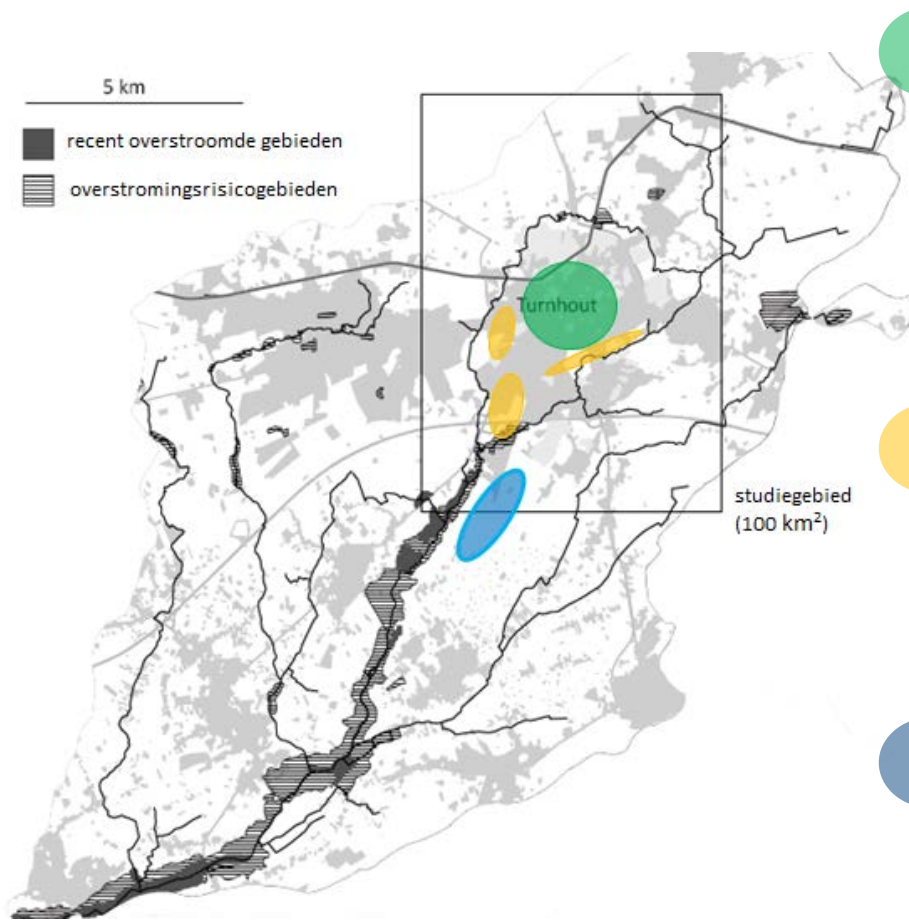 5 km
recent overstroomde gebieden
overstromingsrisicogebieden
Turnhout
studiegebied
(100 km²)